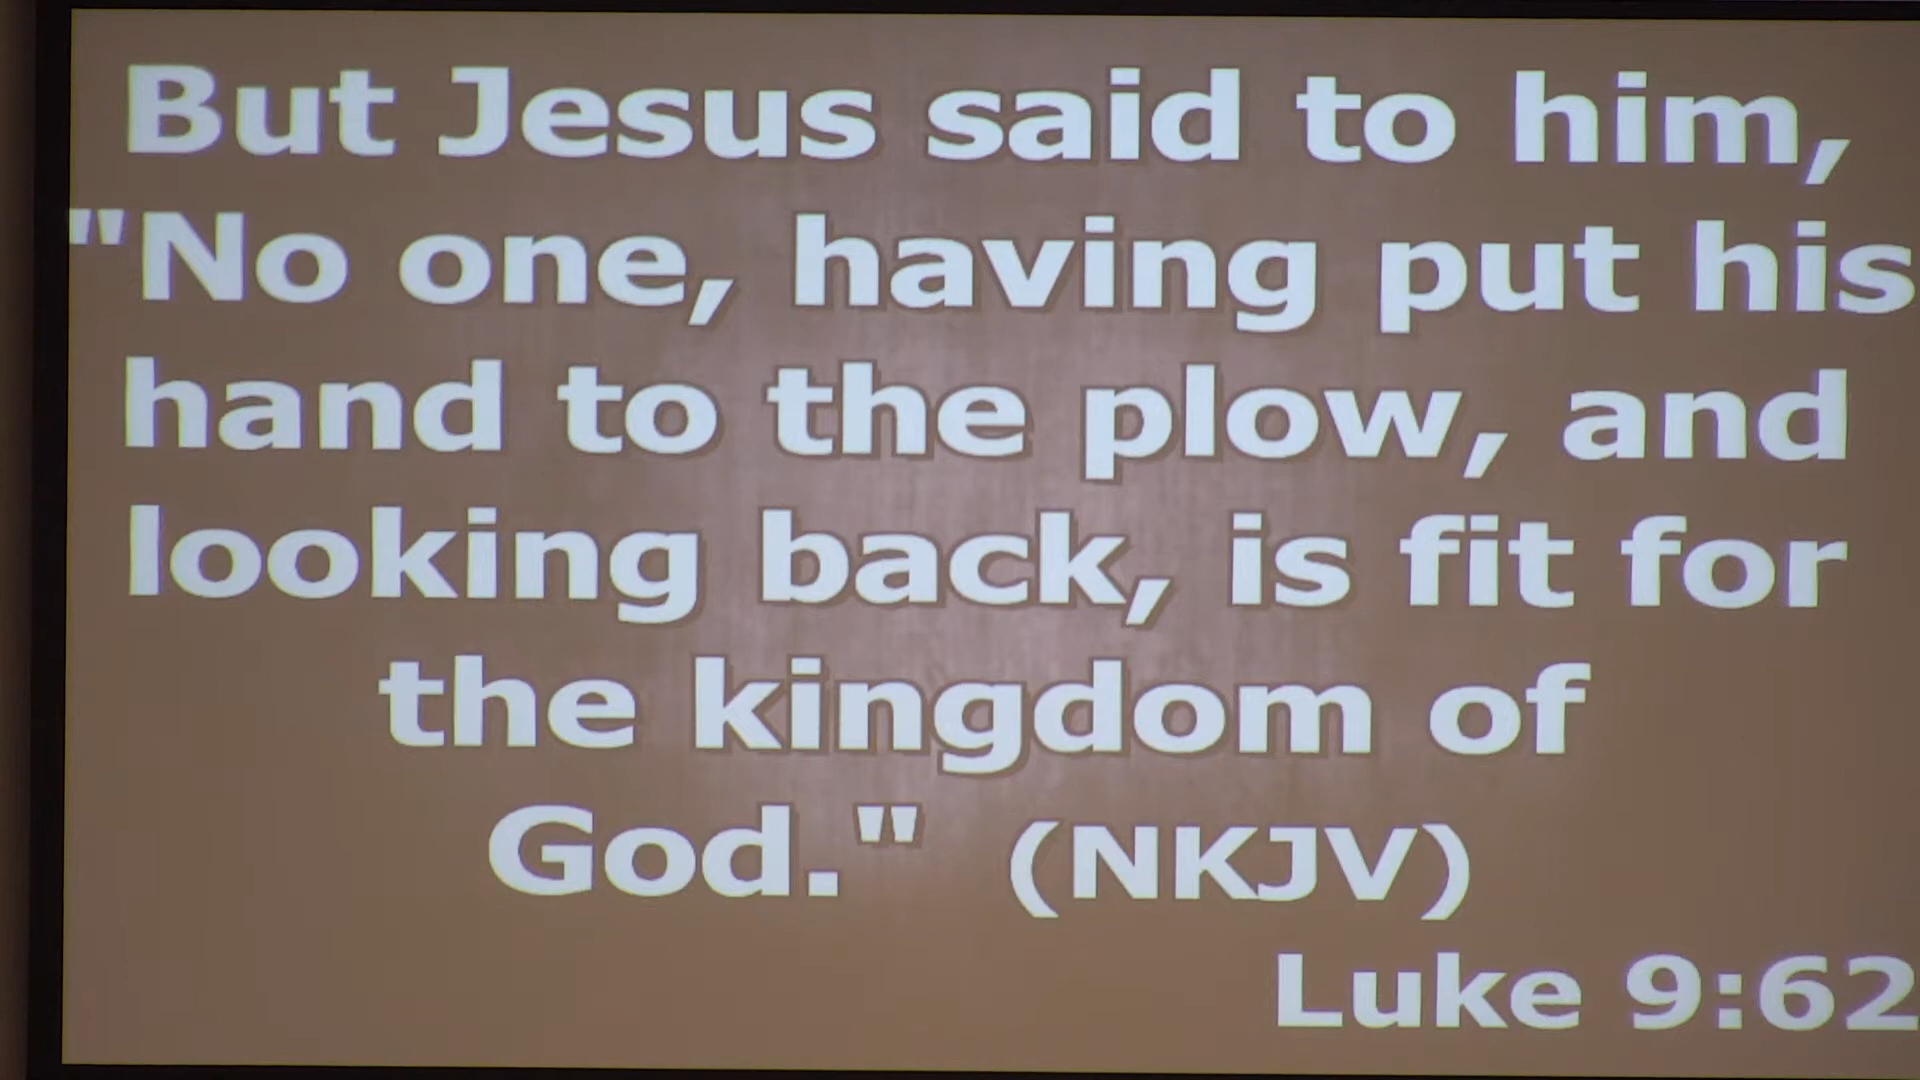 But Jesus said to him,
"No one, having put his
hand to the plow, and
looking back, is fit for
the kingdom of
God." (NKJV)
Luke 9:62